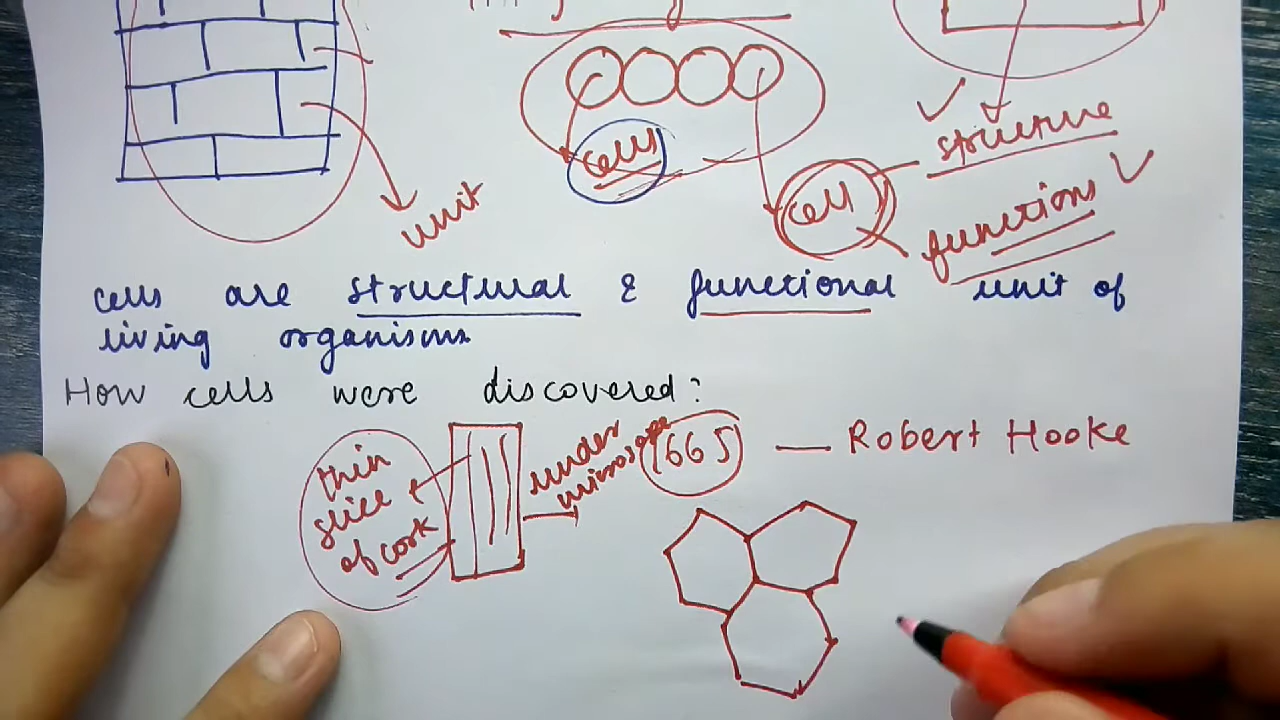 unit
cells
cell
structure
functions
cells are structural & functional unit of
living organisms
How cells were discovered?
thin
slice
of cork
under
microscope
1665 — Robert Hooke